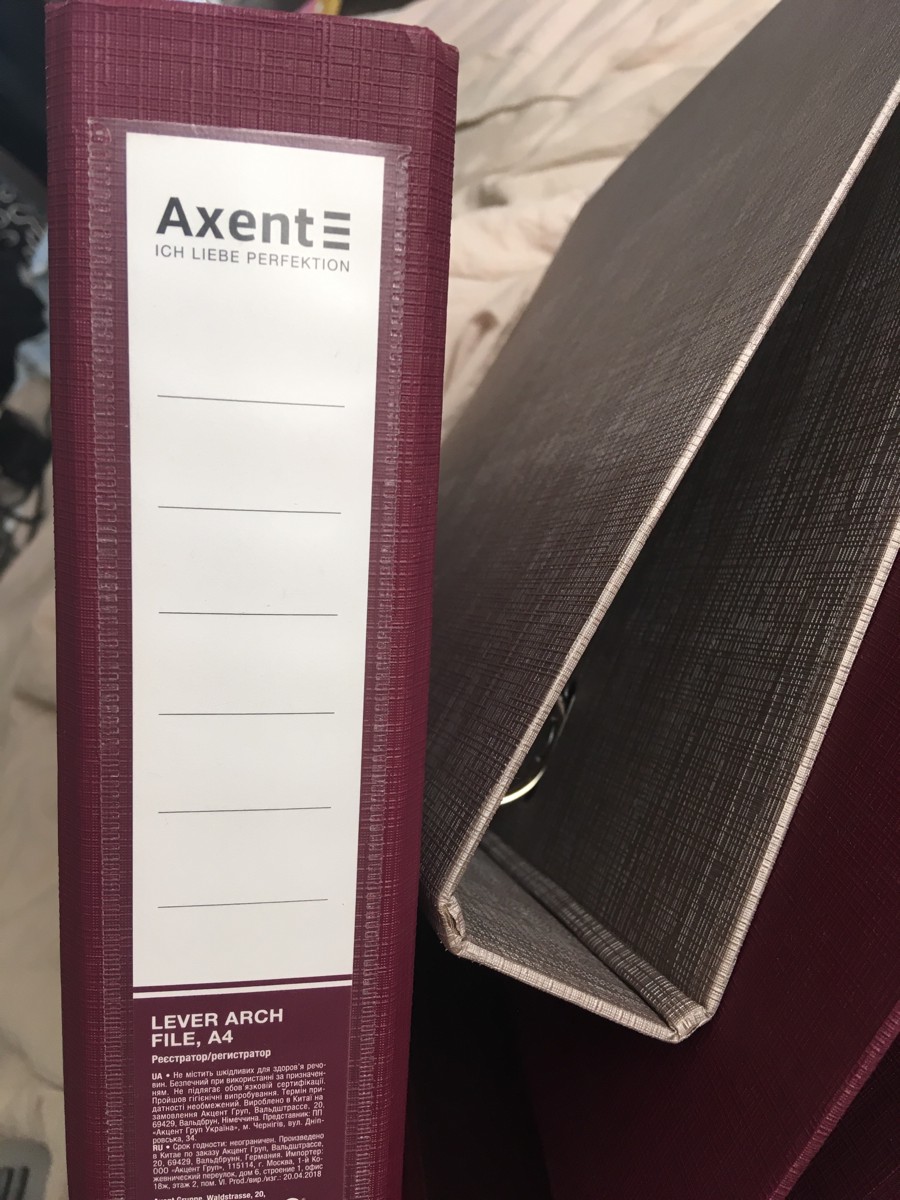 Axent
ICH LIEBE PERFEKTION
LEVER ARCH
FILE, A4
Реєстратор/регистратор
UA • Не містить шкідливих для здоров'я речо-
вин. Безпечний при використанні за призначен-
ням. Не підлягає обов'язковій сертифікації.
Пройшов гігієнічні випробування. Термін при-
датності необмежений. Вироблено в Китаї на
замовлення Акцент Груп, Вальдштрассе, 20,
69429, Вальдбрун, Німеччина. Представник: ПП
«Акцент Груп Україна», м. Чернігів, вул. Дніп-
ровська, 34.
RU • Срок годности: неограничен. Произведено
в Китае по заказу Акцент Груп, Вальдштрассе,
20, 69429, Вальдбрунн, Германия. Импортер:
ООО «Акцент Груп», 115114, г. Москва, 1-й Ко-
жевнический переулок, дом 6, строение 1, офис
18ж, этаж 2, пом. VI. Prod./вир./изг.: 20.04.2018
Axent Gruppe, Waldstrasse, 20,